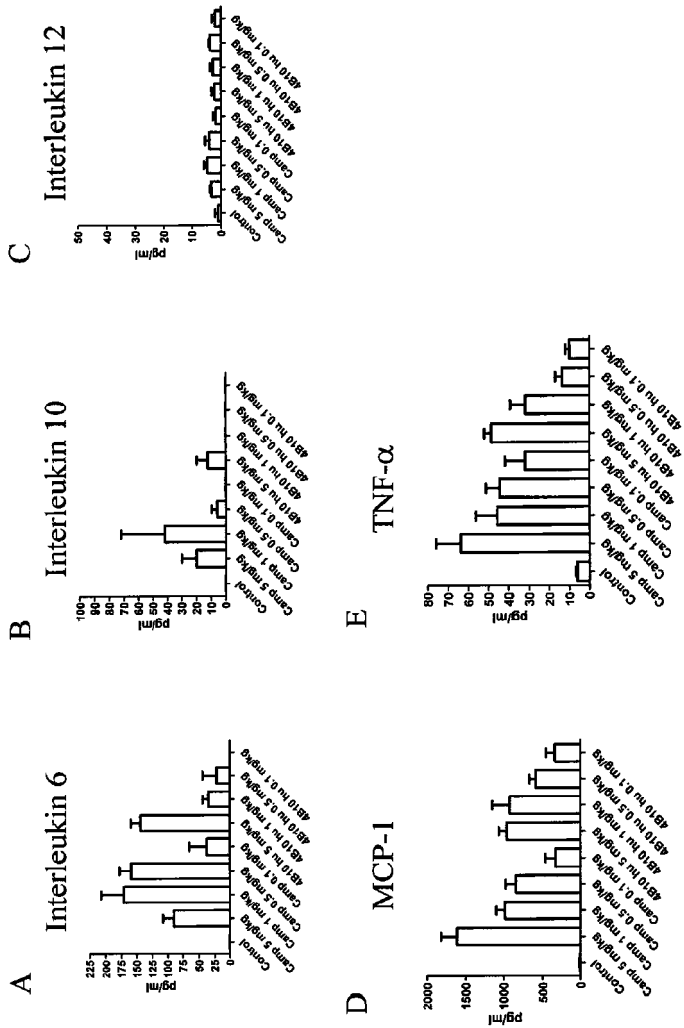 A
Interleukin 6
225
200
175
150
125
100
75
50
25
0
pg/ml
Control
Camp 5 mg/kg
Camp 1 mg/kg
Camp 0.5 mg/kg
Camp 0.1 mg/kg
4B10 hu 5 mg/kg
4B10 hu 1 mg/kg
4B10 hu 0.5 mg/kg
4B10 hu 0.1 mg/kg
B
Interleukin 10
100
90
80
70
60
50
40
30
20
10
0
pg/ml
Control
Camp 5 mg/kg
Camp 1 mg/kg
Camp 0.5 mg/kg
Camp 0.1 mg/kg
4B10 hu 5 mg/kg
4B10 hu 1 mg/kg
4B10 hu 0.5 mg/kg
4B10 hu 0.1 mg/kg
C
Interleukin 12
50
40
30
20
10
0
pg/ml
Control
Camp 5 mg/kg
Camp 1 mg/kg
Camp 0.5 mg/kg
Camp 0.1 mg/kg
4B10 hu 5 mg/kg
4B10 hu 1 mg/kg
4B10 hu 0.5 mg/kg
4B10 hu 0.1 mg/kg
D
MCP-1
2000
1500
1000
500
0
pg/ml
Control
Camp 5 mg/kg
Camp 1 mg/kg
Camp 0.5 mg/kg
Camp 0.1 mg/kg
4B10 hu 5 mg/kg
4B10 hu 1 mg/kg
4B10 hu 0.5 mg/kg
4B10 hu 0.1 mg/kg
E
TNF-α
80
70
60
50
40
30
20
10
0
pg/ml
Control
Camp 5 mg/kg
Camp 1 mg/kg
Camp 0.5 mg/kg
Camp 0.1 mg/kg
4B10 hu 5 mg/kg
4B10 hu 1 mg/kg
4B10 hu 0.5 mg/kg
4B10 hu 0.1 mg/kg